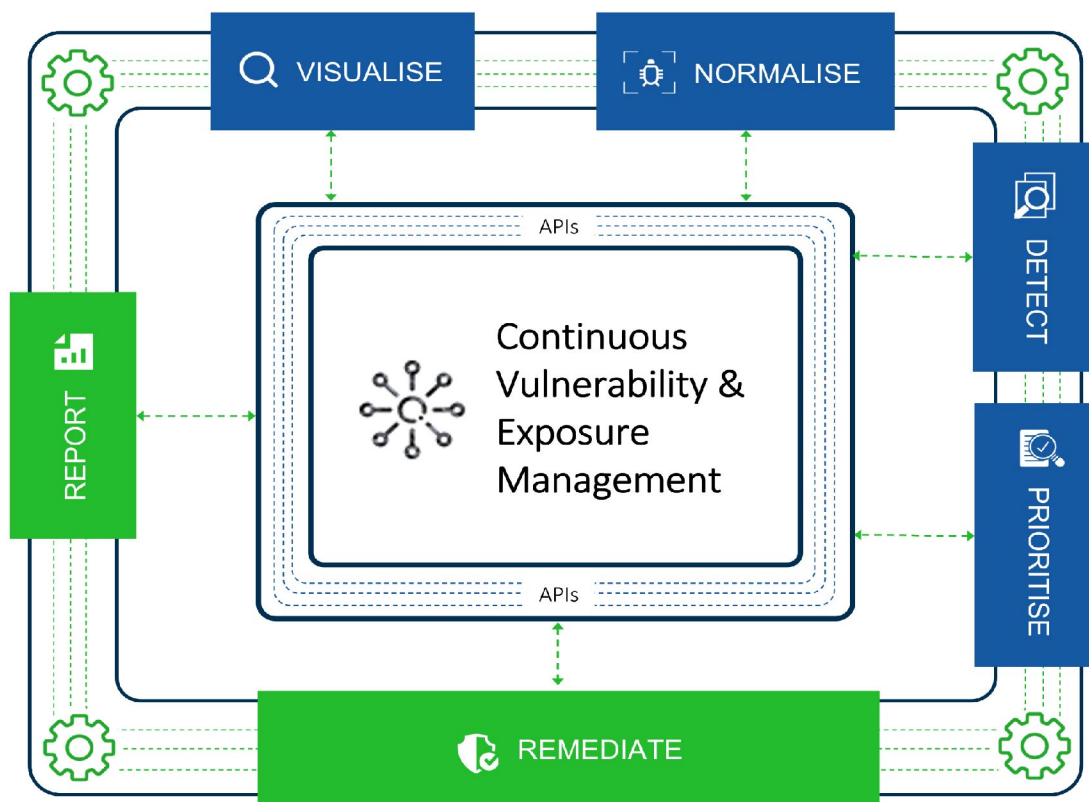 VISUALISE
NORMALISE
DETECT
PRIORITISE
REMEDIATE
REPORT
APIs
Continuous
Vulnerability &
Exposure
Management
APIs